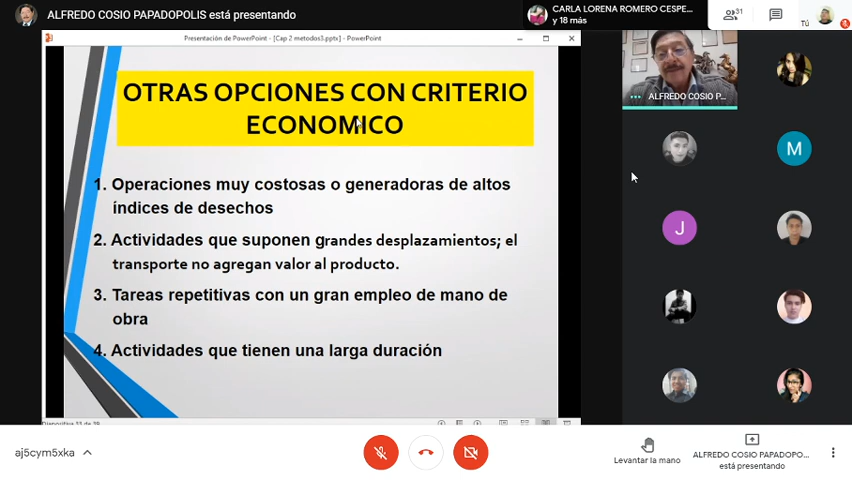 ALFREDO COSIO PAPADOPOLIS está presentando
CARLA LORENA ROMERO CESPE...
y 18 más
31
Tú
Presentación de PowerPoint - [Cap 2 metodos3.pptx] - PowerPoint
OTRAS OPCIONES CON CRITERIO
ECONOMICO
1. Operaciones muy costosas o generadoras de altos
índices de desechos
2. Actividades que suponen grandes desplazamientos; el
transporte no agregan valor al producto.
3. Tareas repetitivas con un gran empleo de mano de
obra
4. Actividades que tienen una larga duración
ALFREDO COSIO P...
M
J
aj5cym5xka
Levantar la mano
ALFREDO COSIO PAPADOPO...
está presentando